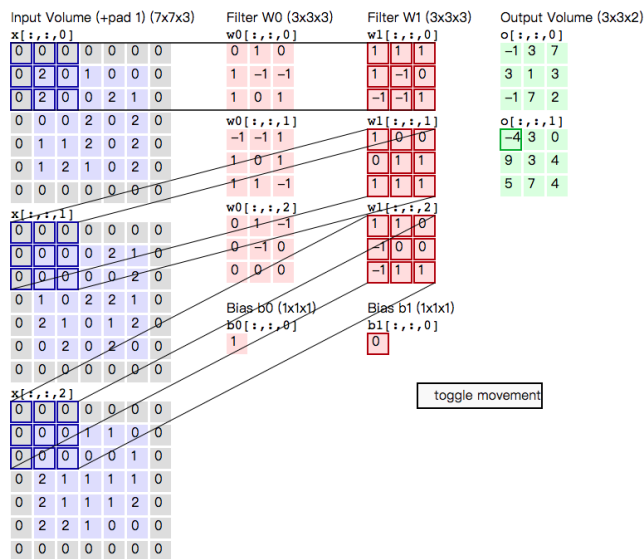 Input Volume (+pad 1) (7x7x3)
x[:,:,0]
0 0 0 0 0 0 0
0 2 0 1 0 0 0
0 2 0 0 2 1 0
0 0 0 2 0 2 0
0 1 1 2 0 2 0
0 1 2 1 0 2 0
0 0 0 0 0 0 0
x[:,:,1]
0 0 0 0 0 0 0
0 0 0 0 2 1 0
0 0 0 0 0 2 0
0 1 0 2 2 1 0
0 2 1 0 1 2 0
0 0 2 0 2 0 0
0 0 0 0 0 0 0
x[:,:,2]
0 0 0 0 0 0 0
0 0 0 1 1 0 0
0 0 0 0 0 1 0
0 2 1 1 1 1 0
0 2 1 1 1 2 0
0 2 2 1 0 0 0
0 0 0 0 0 0 0
Filter W0 (3x3x3)
w0[:,:,0]
0 1 0
1 -1 -1
1 0 1
w0[:,:,1]
-1 -1 1
1 0 1
1 1 -1
w0[:,:,2]
0 1 -1
0 -1 0
0 0 0
Bias b0 (1x1x1)
b0[:,:,0]
1
Filter W1 (3x3x3)
w1[:,:,0]
1 1 1
1 -1 0
-1 -1 1
w1[:,:,1]
1 0 0
0 1 1
1 1 1
w1[:,:,2]
1 1 0
-1 0 0
-1 1 1
Bias b1 (1x1x1)
b1[:,:,0]
0
Output Volume (3x3x2)
o[:,:,0]
-1 3 7
3 1 3
-1 7 2
o[:,:,1]
-4 3 0
9 3 4
5 7 4
toggle movement